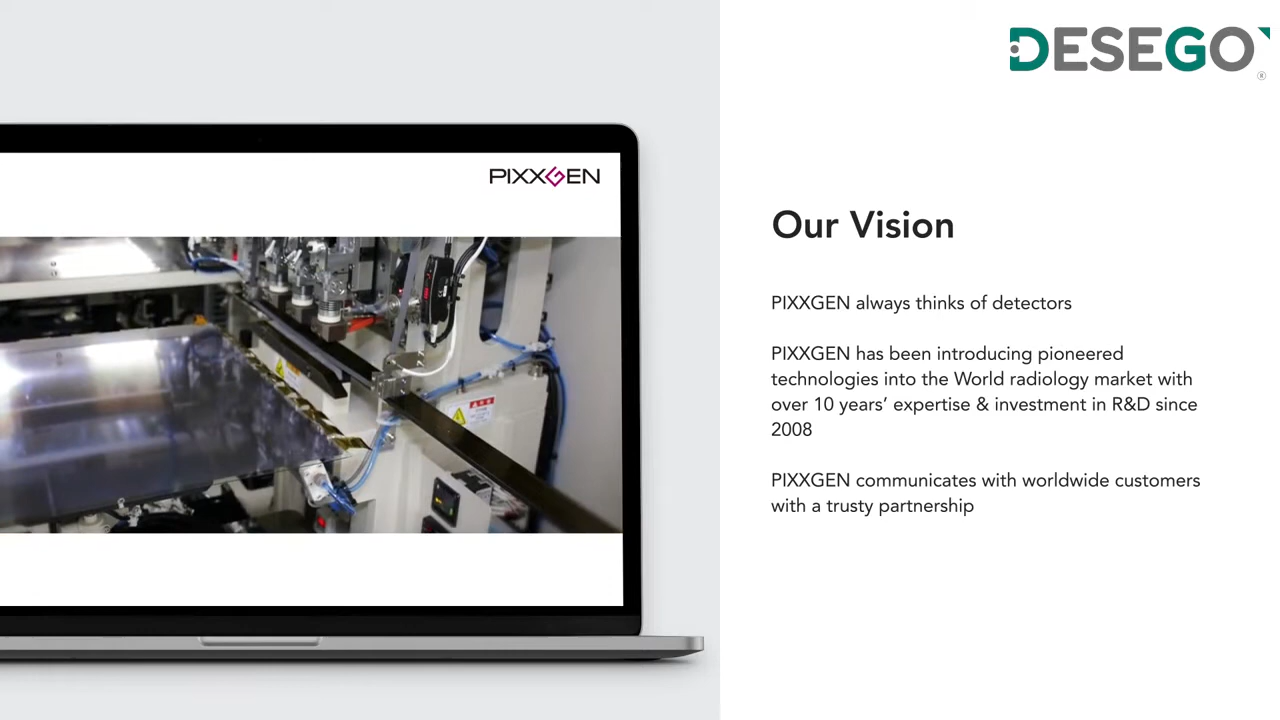 DESEGO
®
PIXXGEN
Our Vision
PIXXGEN always thinks of detectors
PIXXGEN has been introducing pioneered
technologies into the World radiology market with
over 10 years’ expertise & investment in R&D since
2008
PIXXGEN communicates with worldwide customers
with a trusty partnership